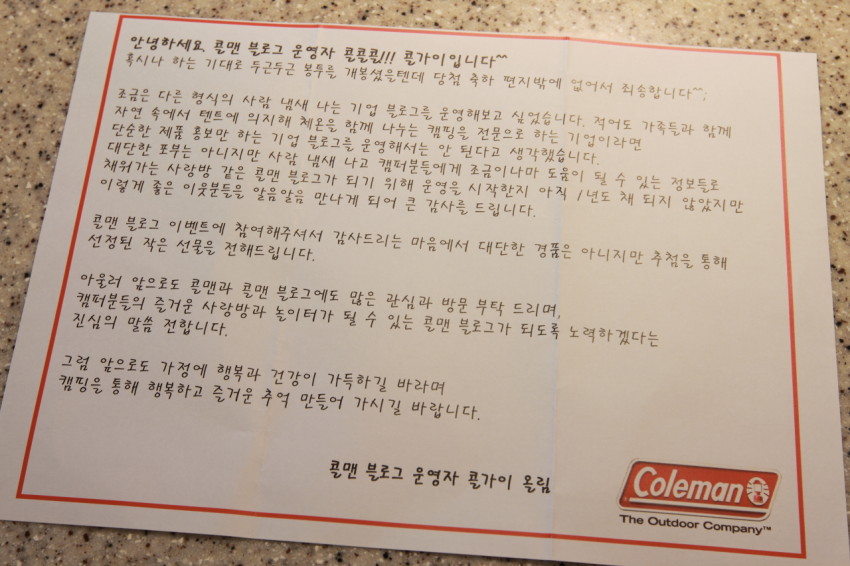 안녕하세요. 콜맨 블로그 운영자 콜콜콜!!! 콜가이입니다^^
혹시나 하는 기대로 두근두근 봉투를 개봉셨을텐데 당첨 축하 편지밖에 없어서 죄송합니다^^;
조금은 다른 형식의 사람 냄새 나는 기업 블로그를 운영해보고 싶었습니다. 적어도 가족들과 함께
자연 속에서 텐트에 의지해 체온을 함께 나누는 캠핑을 전문으로 하는 기업이라면
단순한 제품 홍보만 하는 기업 블로그를 운영해서는 안 된다고 생각했습니다.
대단한 포부는 아니지만 사람 냄새 나고 캠퍼분들에게 조금이나마 도움이 될 수 있는 정보들로
채워가는 사랑방 같은 콜맨 블로그가 되기 위해 운영을 시작한지 아직 1년도 채 되지 않았지만
이렇게 좋은 이웃분들을 알음알음 만나게 되어 큰 감사를 드립니다.
콜맨 블로그 이벤트에 참여해주셔서 감사드리는 마음에서 대단한 경품은 아니지만 추첨을 통해
선정된 작은 선물을 전해드립니다.
아울러 앞으로도 콜맨과 콜맨 블로그에도 많은 관심과 방문 부탁 드리며,
캠퍼분들의 즐거운 사랑방과 놀이터가 될 수 있는 콜맨 블로그가 되도록 노력하겠다는
진심의 말씀 전합니다.
그럼 앞으로도 가정에 행복과 건강이 가득하길 바라며
캠핑을 통해 행복하고 즐거운 추억 만들어 가시길 바랍니다.
콜맨 블로그 운영자 콜가이 올림
Coleman
The Outdoor Company™